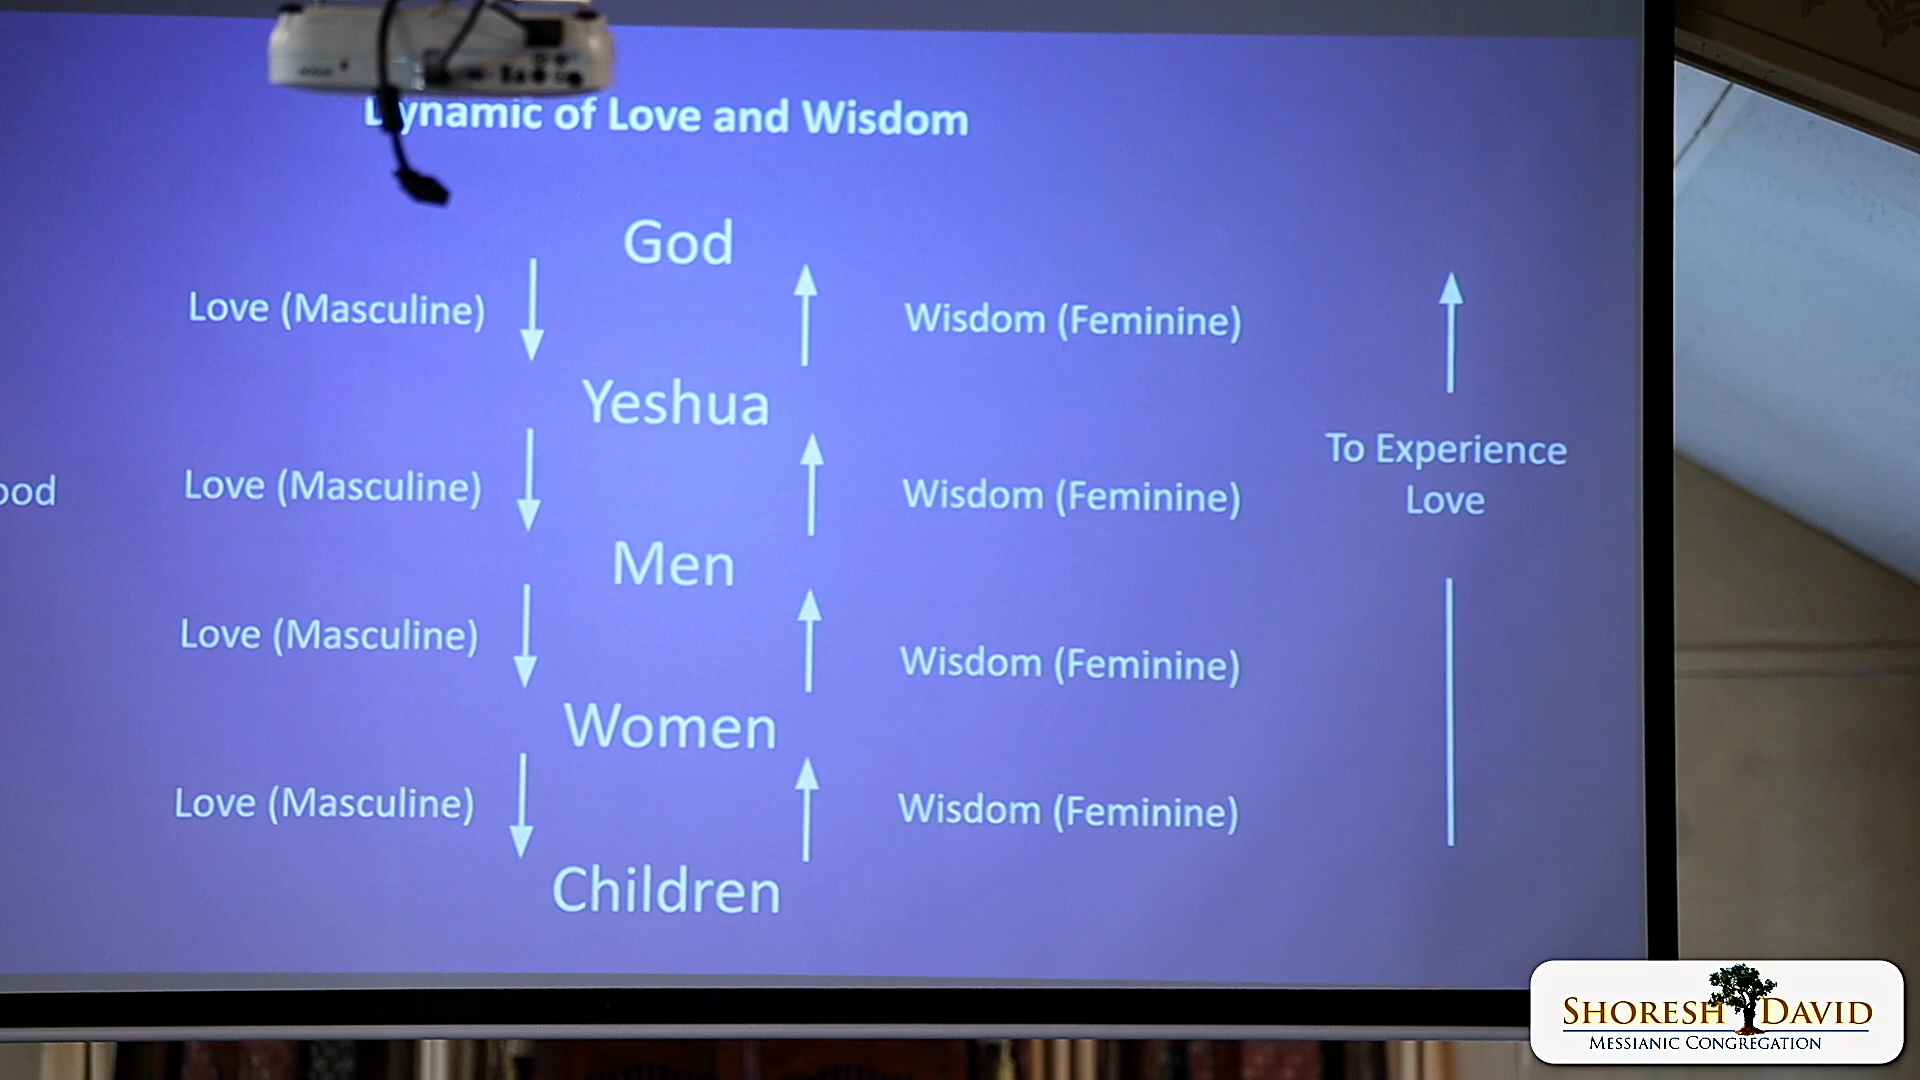 Dynamic of Love and Wisdom
God
Love (Masculine)
Wisdom (Feminine)
Yeshua
To Experience
Love
Love (Masculine)
Wisdom (Feminine)
Men
Love (Masculine)
Wisdom (Feminine)
Women
Love (Masculine)
Wisdom (Feminine)
Children
SHORESH DAVID
MESSIANIC CONGREGATION